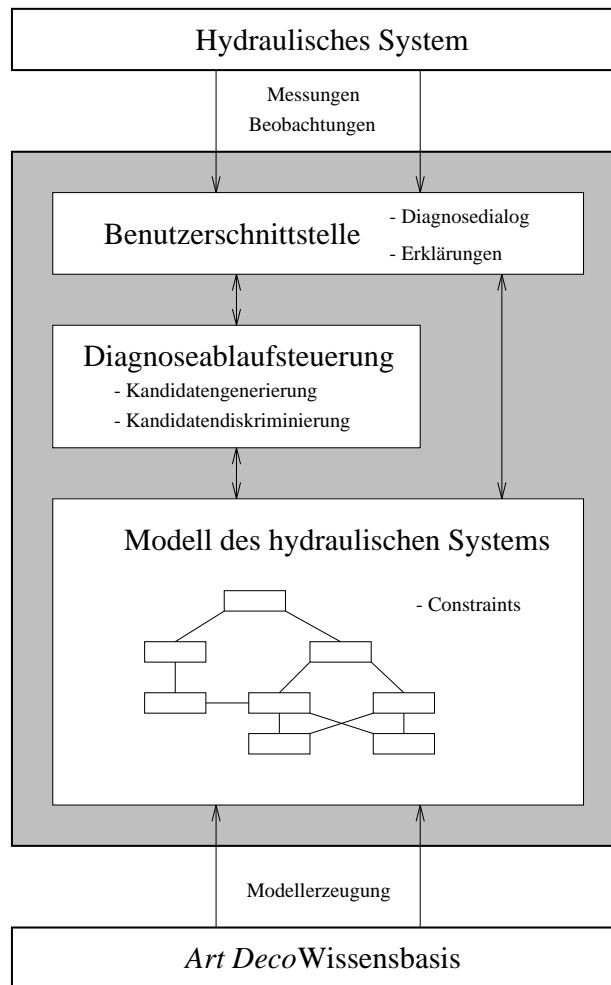 Hydraulisches System
Messungen
Beobachtungen
Benutzerschnittstelle
- Diagnosedialog
- Erklärungen
Diagnoseablaufsteuerung
- Kandidatengenerierung
- Kandidatendiskriminierung
Modell des hydraulischen Systems
- Constraints
Modellerzeugung
Art DecoWissensbasis